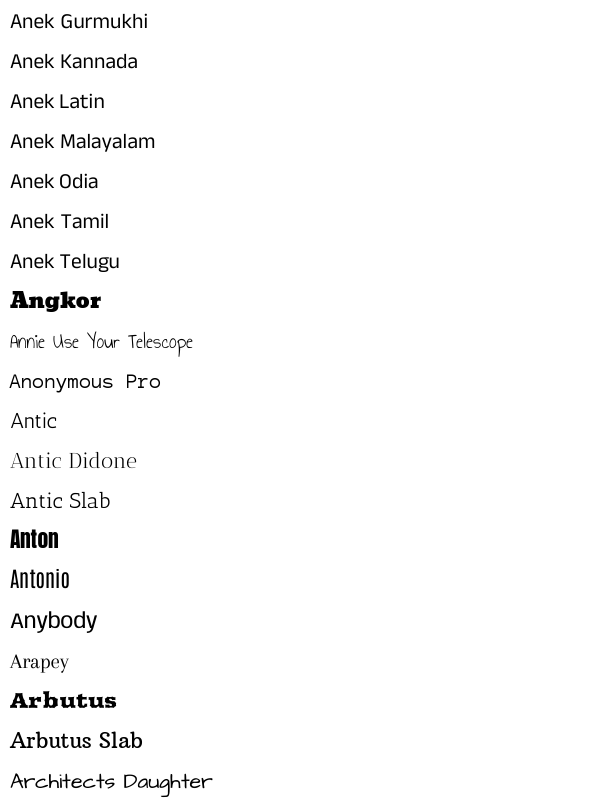 Anek Gurmukhi
Anek Kannada
Anek Latin
Anek Malayalam
Anek Odia
Anek Tamil
Anek Telugu
Angkor
Annie Use Your Telescope
Anonymous Pro
Antic
Antic Didone
Antic Slab
Anton
Antonio
Anybody
Arapey
Arbutus
Arbutus Slab
Architects Daughter